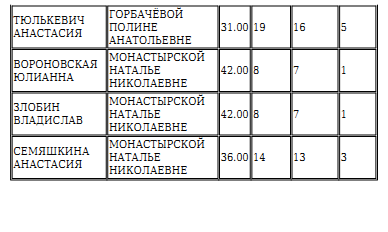 ТЮЛЬКЕВИЧ АНАСТАСИЯ ГОРБАЧЁВОЙ ПОЛИНЕ АНАТОЛЬЕВНЕ 31.00 19 16 5
ВОРОНОВСКАЯ ЮЛИАННА МОНАСТЫРСКОЙ НАТАЛЬЕ НИКОЛАЕВНЕ 42.00 8 7 1
ЗЛОБИН ВЛАДИСЛАВ МОНАСТЫРСКОЙ НАТАЛЬЕ НИКОЛАЕВНЕ 42.00 8 7 1
СЕМЯШКИНА АНАСТАСИЯ МОНАСТЫРСКОЙ НАТАЛЬЕ НИКОЛАЕВНЕ 36.00 14 13 3